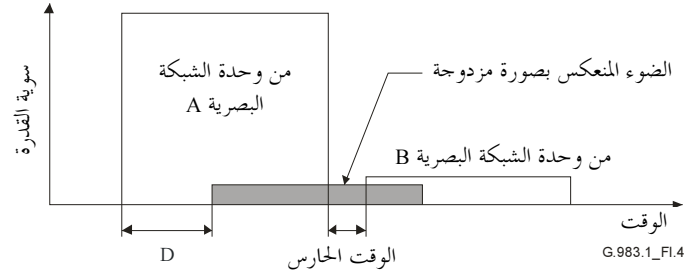 سوية القدرة
من وحدة الشبكة
البصرية A
الضوء المنعكس بصورة مزدوجة
من وحدة الشبكة البصرية B
الوقت
D
الوقت الحارس
G.983.1_FI.4